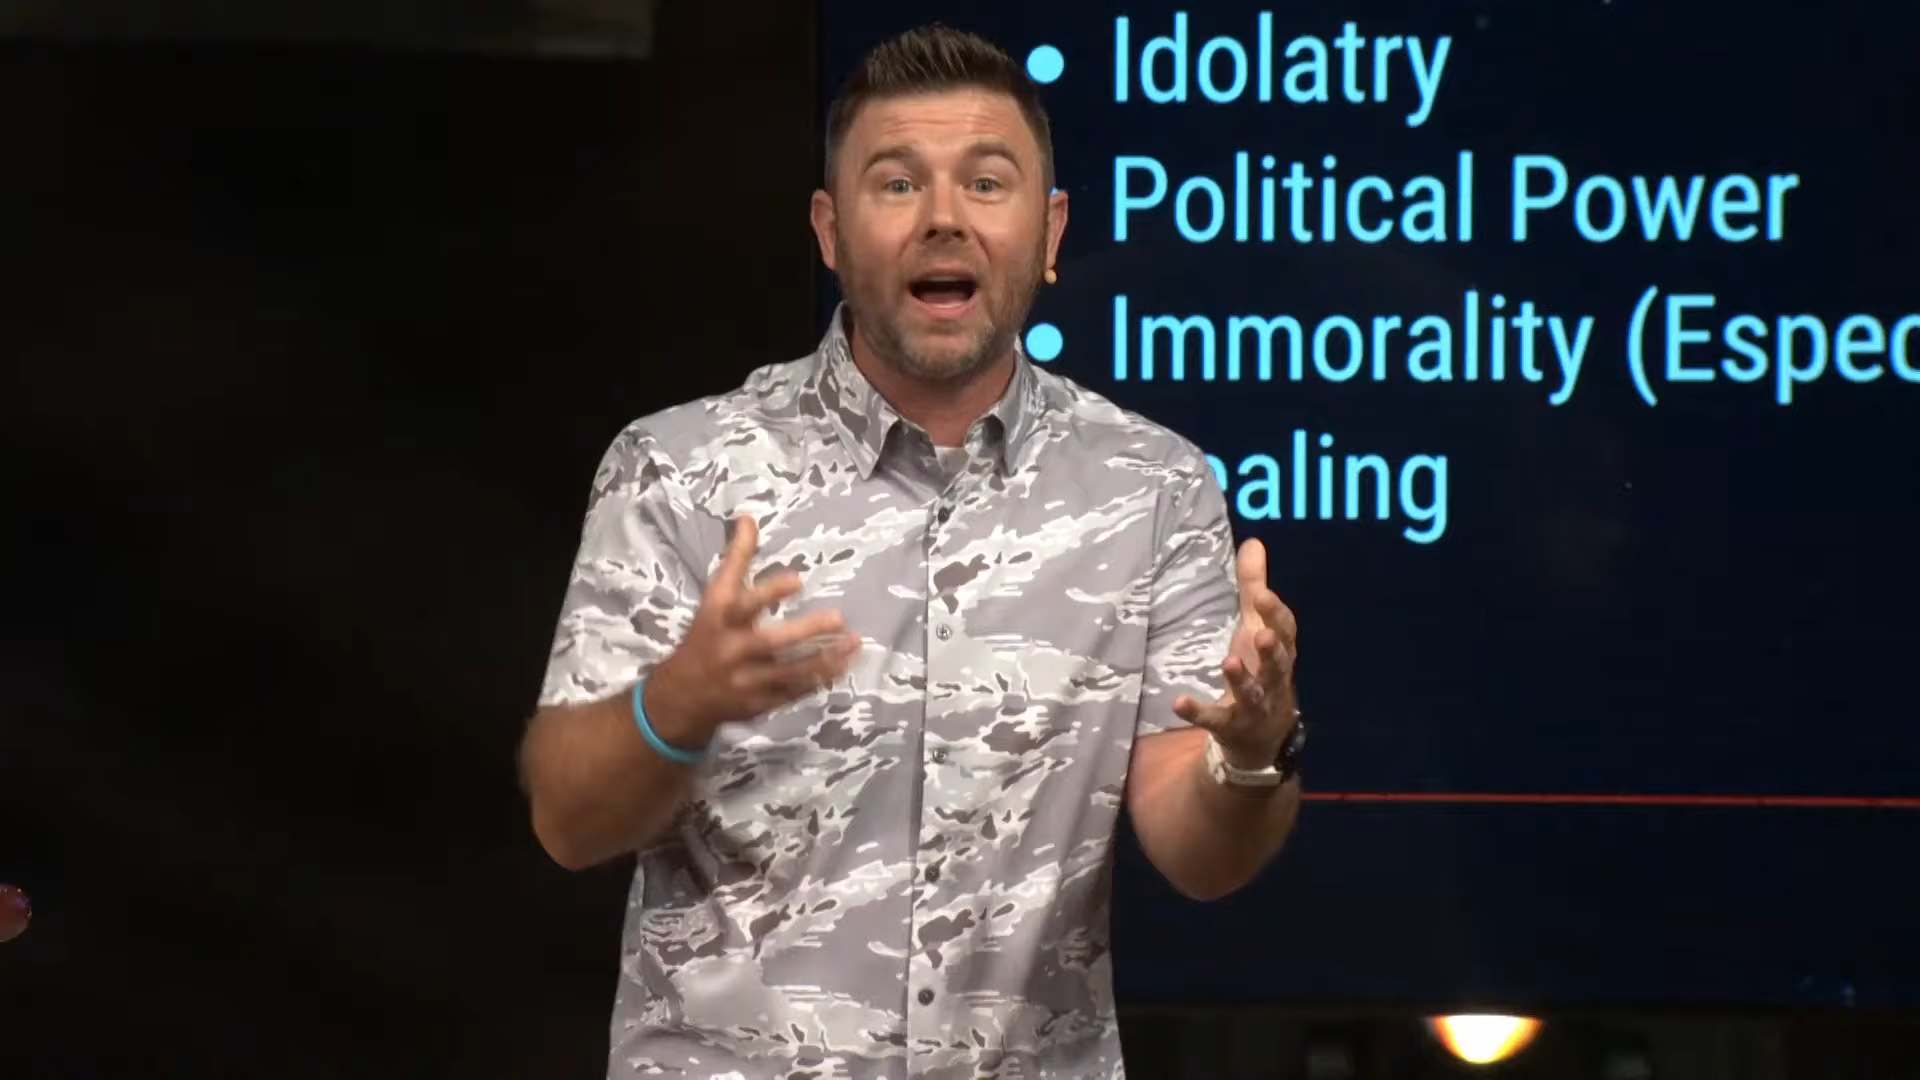 • Idolatry
Political Power
• Immorality (Espec
ealing